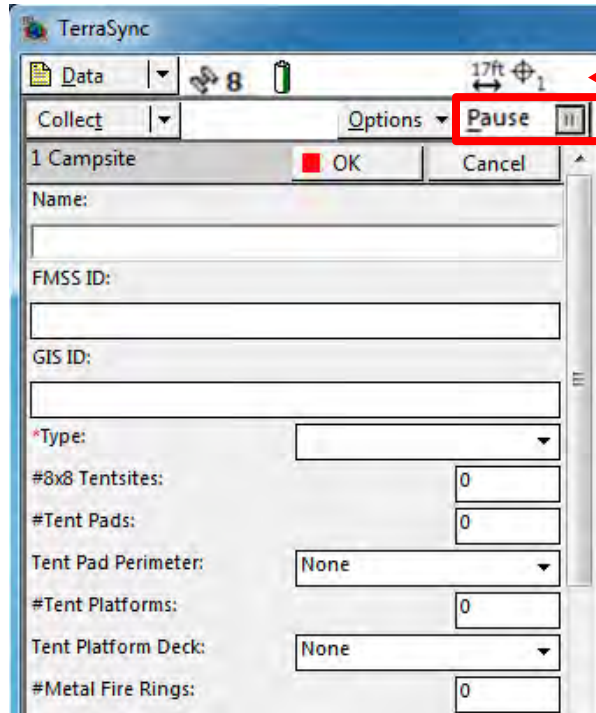 TerraSync
Data 8 17ft 1
Collect Options Pause
1 Campsite OK Cancel
Name:
FMSS ID:
GIS ID:
*Type:
#8x8 Tentsites: 0
#Tent Pads: 0
Tent Pad Perimeter: None
#Tent Platforms: 0
Tent Platform Deck: None
#Metal Fire Rings: 0